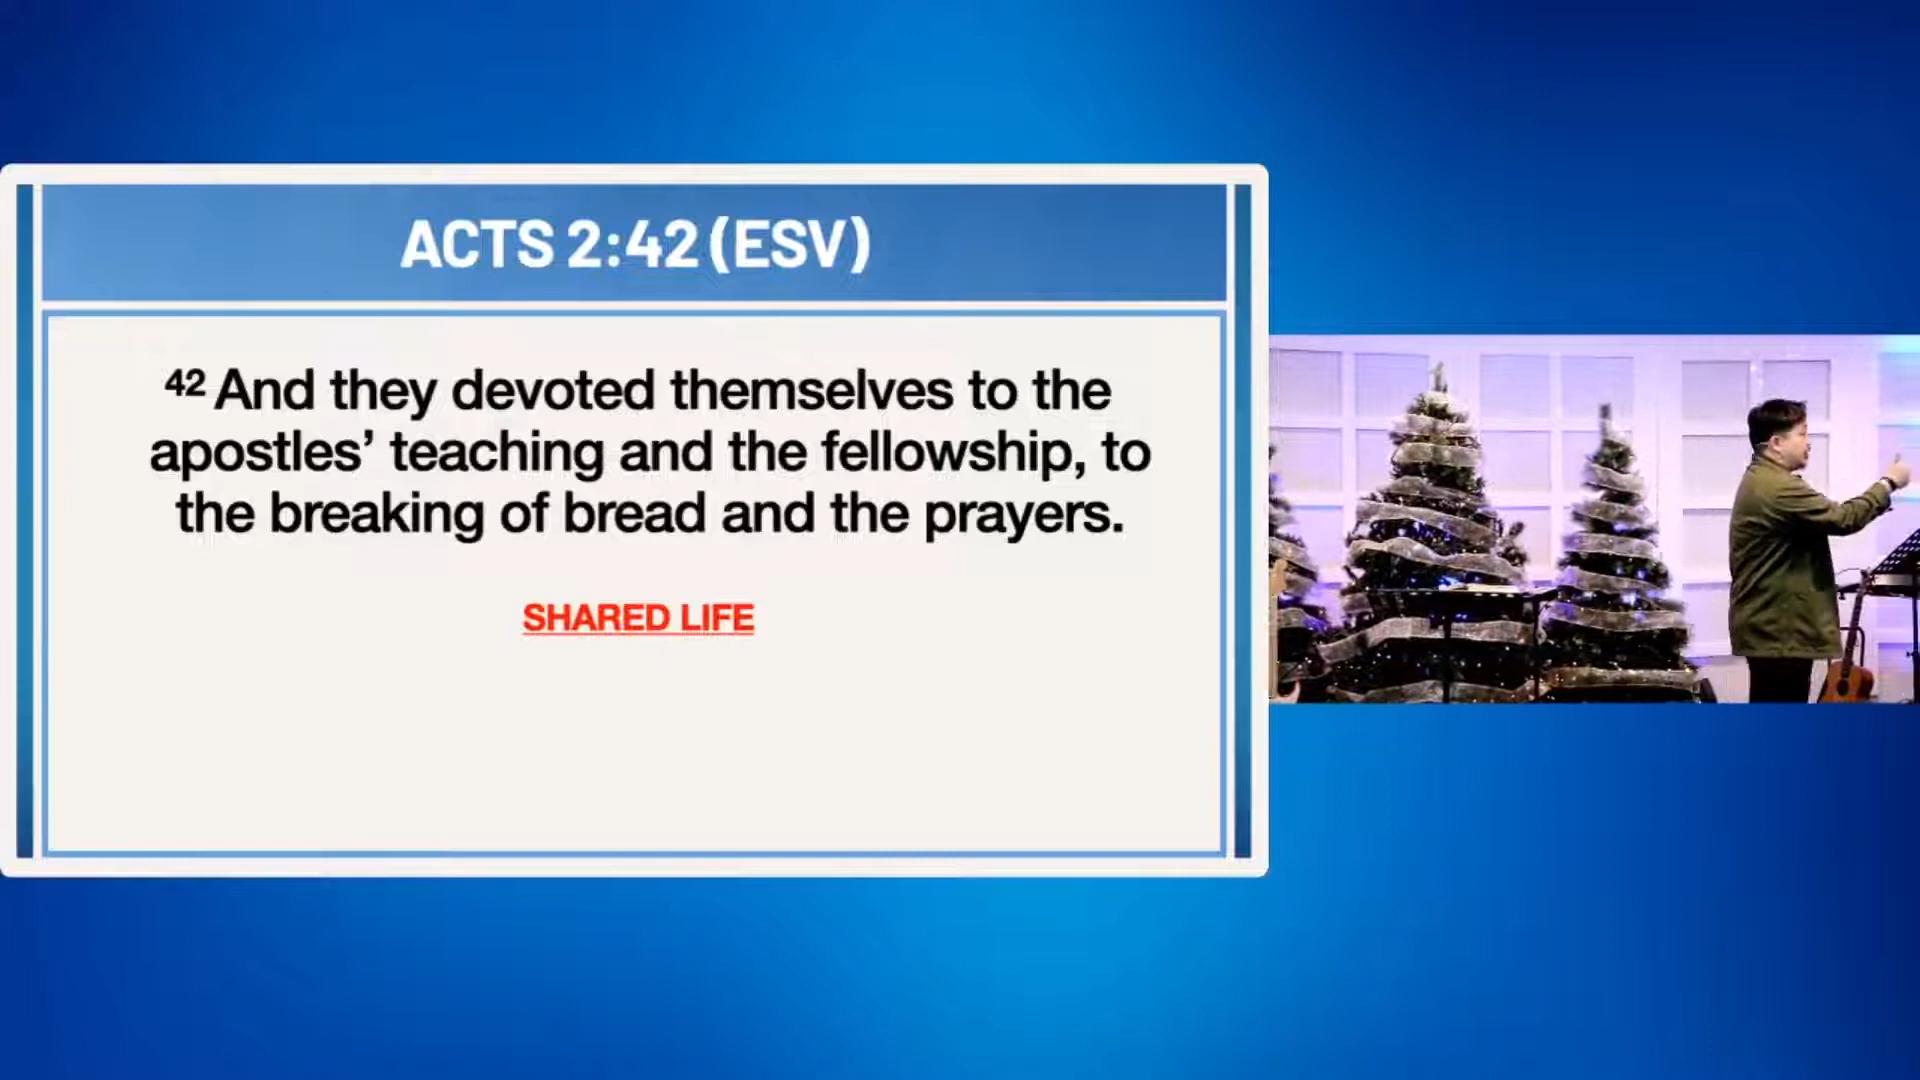 ACTS 2:42 (ESV)
42 And they devoted themselves to the
apostles’ teaching and the fellowship, to
the breaking of bread and the prayers.
SHARED LIFE